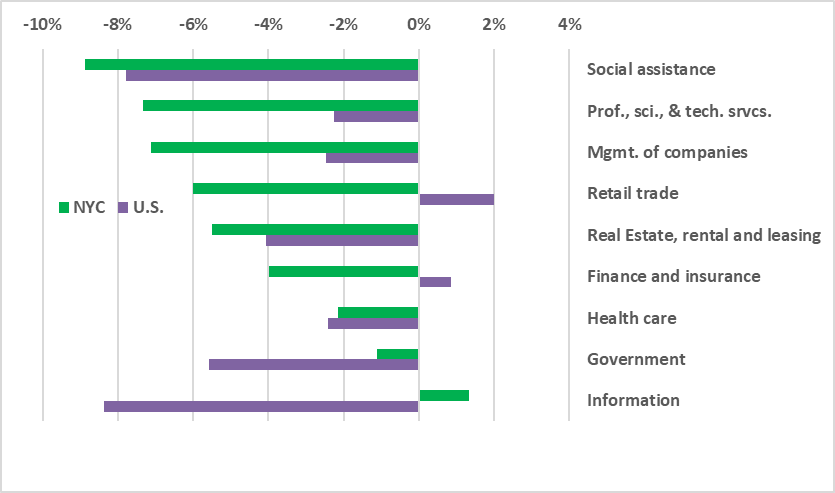 -10% -8% -6% -4% -2% 0% 2% 4%
Social assistance
Prof., sci., & tech. srvcs.
Mgmt. of companies
Retail trade
NYC U.S.
Real Estate, rental and leasing
Finance and insurance
Health care
Government
Information